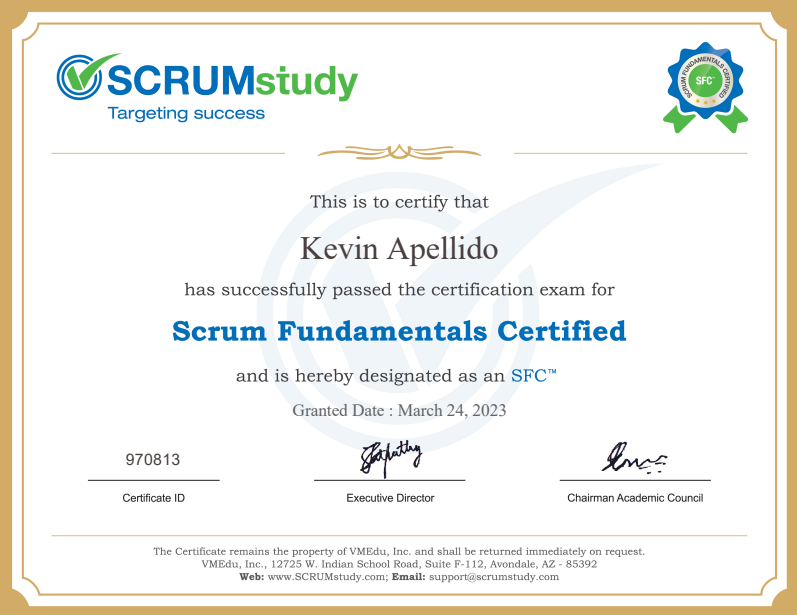 SCRUMstudy
Targeting success
SCRUM FUNDAMENTALS CERTIFIED
SFC™
This is to certify that
Kevin Apellido
has successfully passed the certification exam for
Scrum Fundamentals Certified
and is hereby designated as an SFC™
Granted Date : March 24, 2023
970813
Certificate ID
Executive Director
Chairman Academic Council
The Certificate remains the property of VMEdu, Inc. and shall be returned immediately on request.
VMEdu, Inc., 12725 W. Indian School Road, Suite F-112, Avondale, AZ - 85392
Web: www.SCRUMstudy.com; Email: support@scrumstudy.com